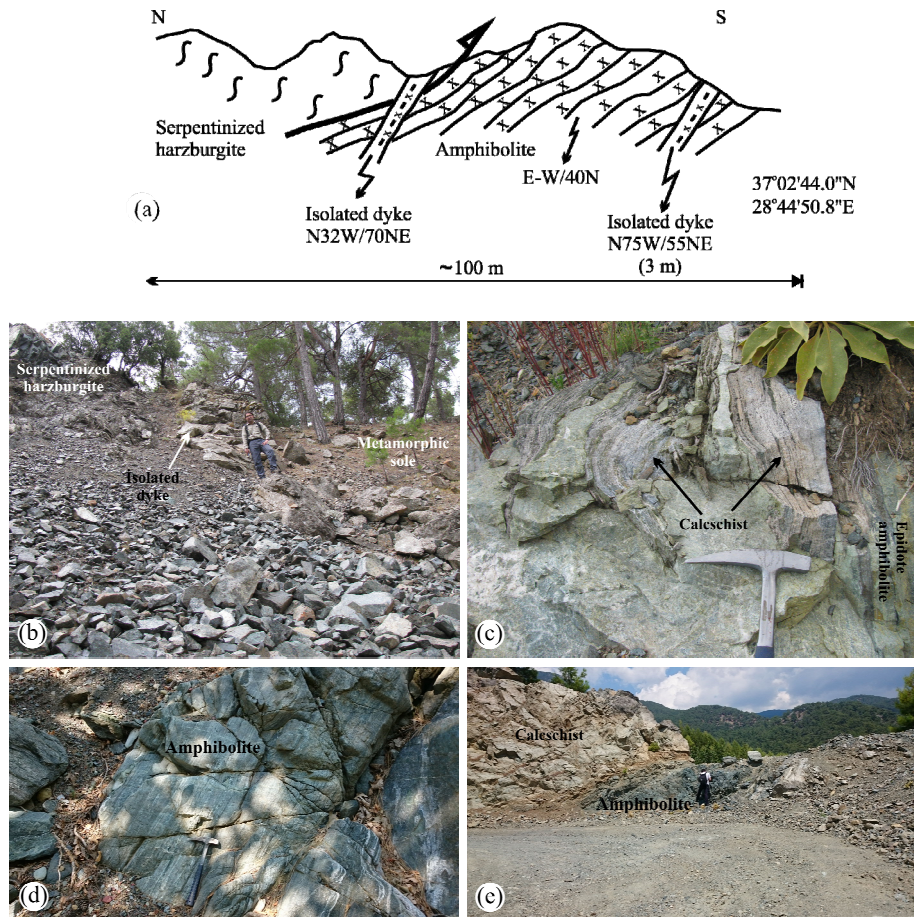 N
S
Serpentinized
harzburgite
Amphibolite
E-W/40N
(a)
Isolated dyke
N32W/70NE
Isolated dyke
N75W/55NE
(3 m)
37°02'44.0"N
28°44'50.8"E
~100 m
Serpentinized
harzburgite
Isolated
dyke
Metamorphic
sole
(b)
Calcschist
Epidote
amphibolite
(c)
Amphibolite
(d)
Calcschist
Amphibolite
(e)